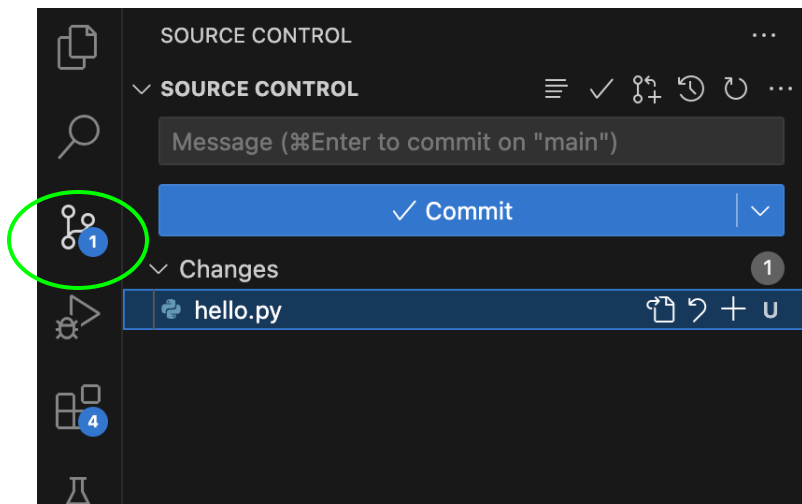 SOURCE CONTROL
SOURCE CONTROL
Message (⌘Enter to commit on "main")
Commit
1
Changes 1
hello.py U
4